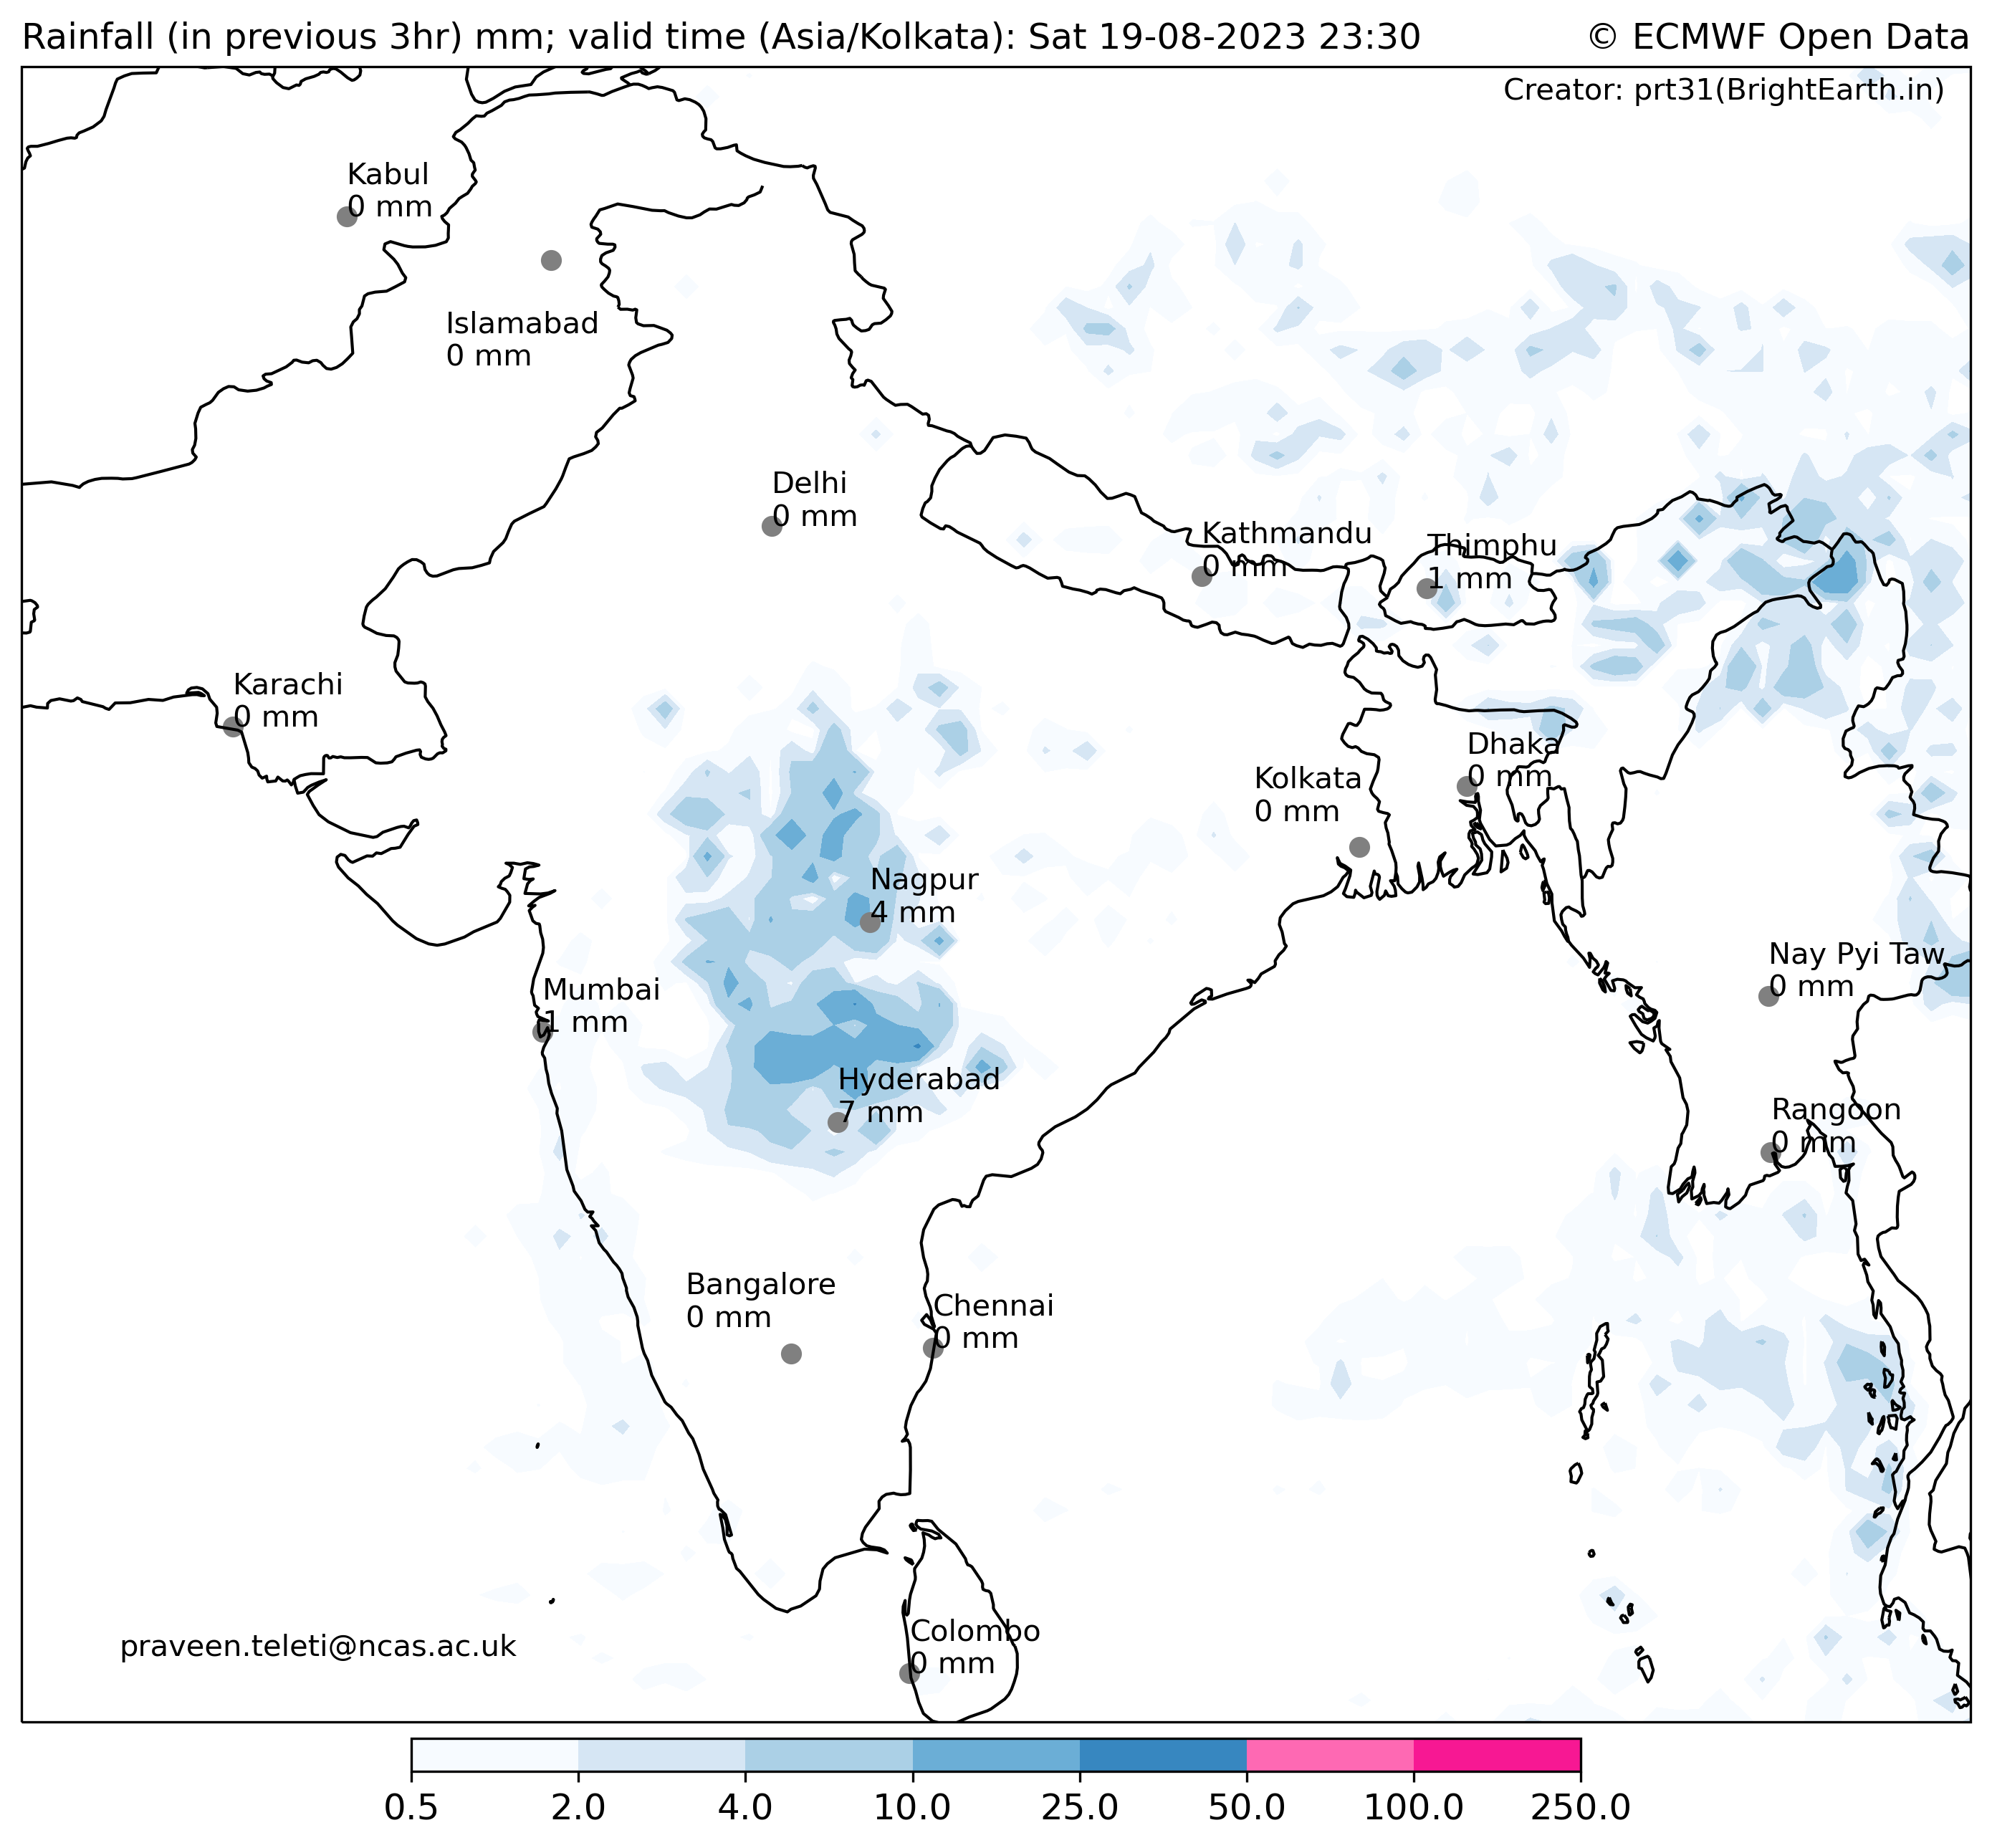 Rainfall (in previous 3hr) mm; valid time (Asia/Kolkata): Sat 19-08-2023 23:30
© ECMWF Open Data
Creator: prt31(BrightEarth.in)
Kabul
0 mm
Islamabad
0 mm
Delhi
0 mm
Kathmandu
0 mm
Thimphu
1 mm
Karachi
0 mm
Dhaka
0 mm
Kolkata
0 mm
Nagpur
4 mm
Nay Pyi Taw
0 mm
Mumbai
1 mm
Hyderabad
7 mm
Rangoon
0 mm
Bangalore
0 mm
Chennai
0 mm
Colombo
0 mm
praveen.teleti@ncas.ac.uk
0.5 2.0 4.0 10.0 25.0 50.0 100.0 250.0